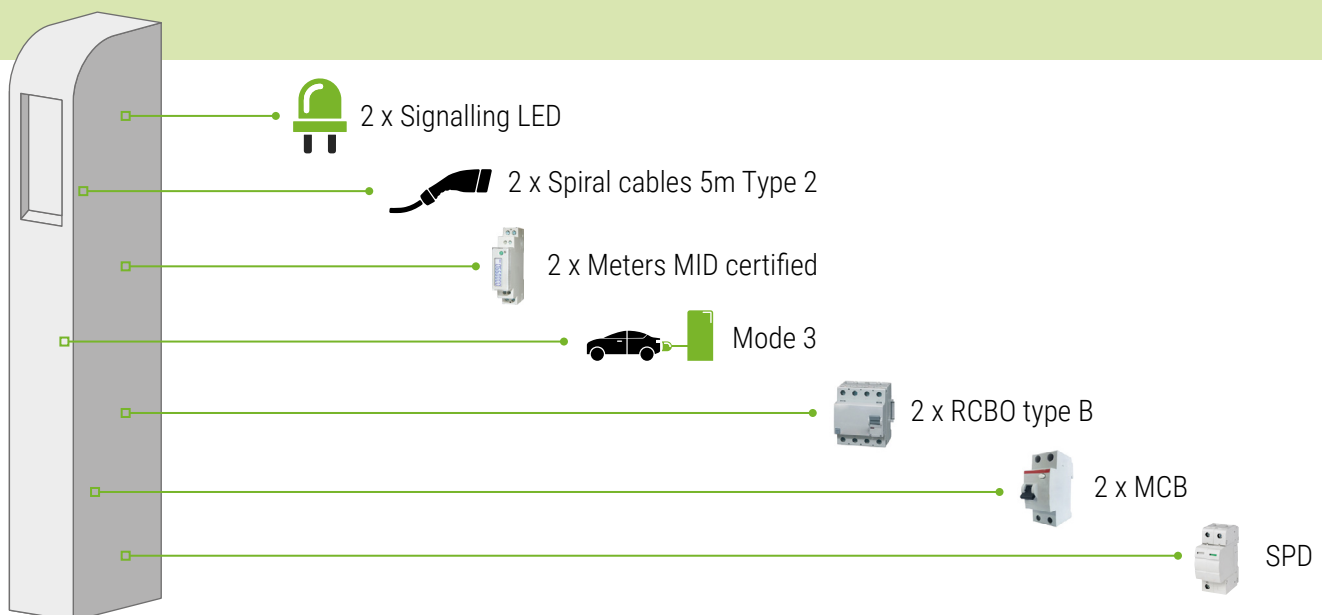 2 x Signalling LED
2 x Spiral cables 5m Type 2
2 x Meters MID certified
Mode 3
2 x RCBO type B
2 x MCB
SPD